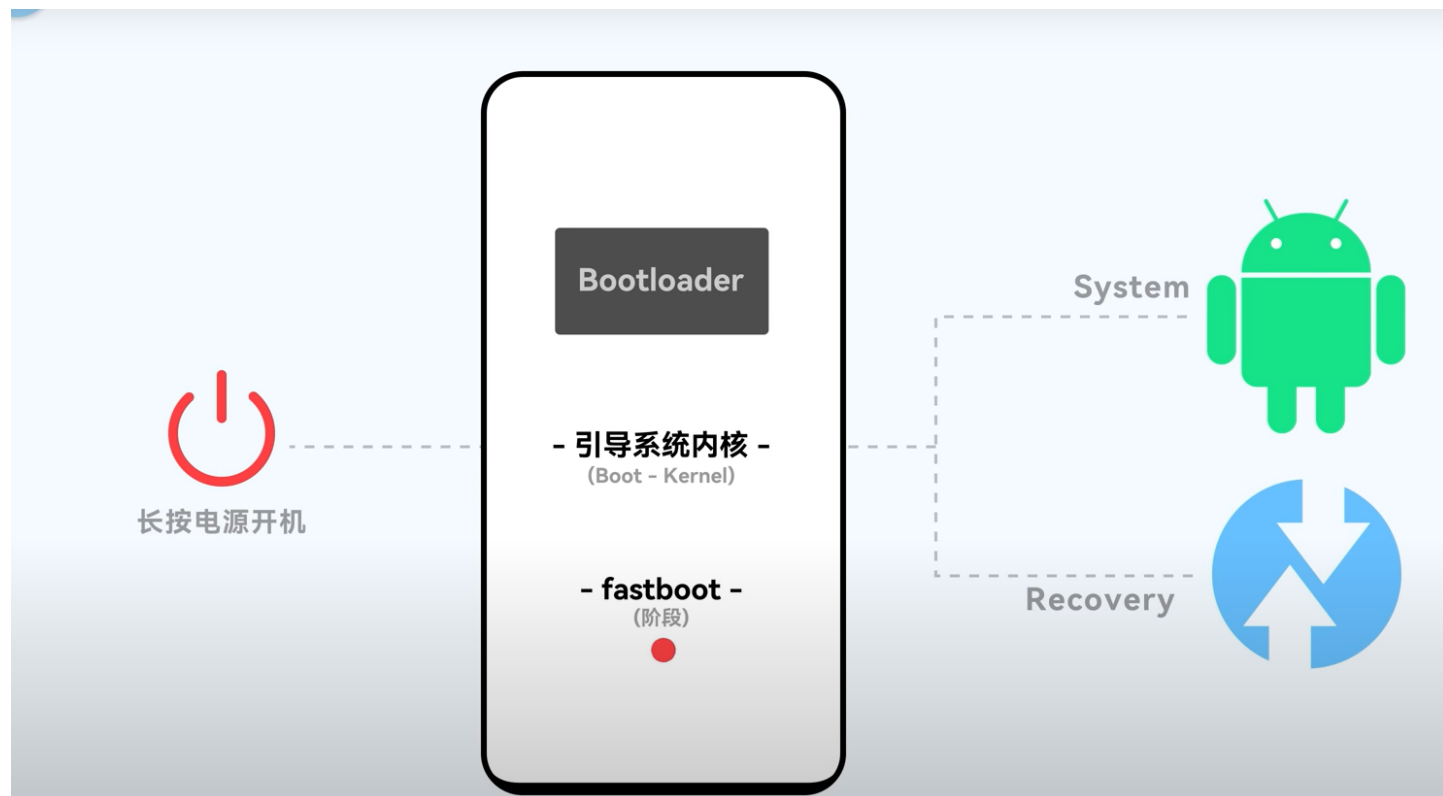 长按电源开机
Bootloader
- 引导系统内核 -
(Boot - Kernel)
- fastboot -
(阶段)
System
Recovery